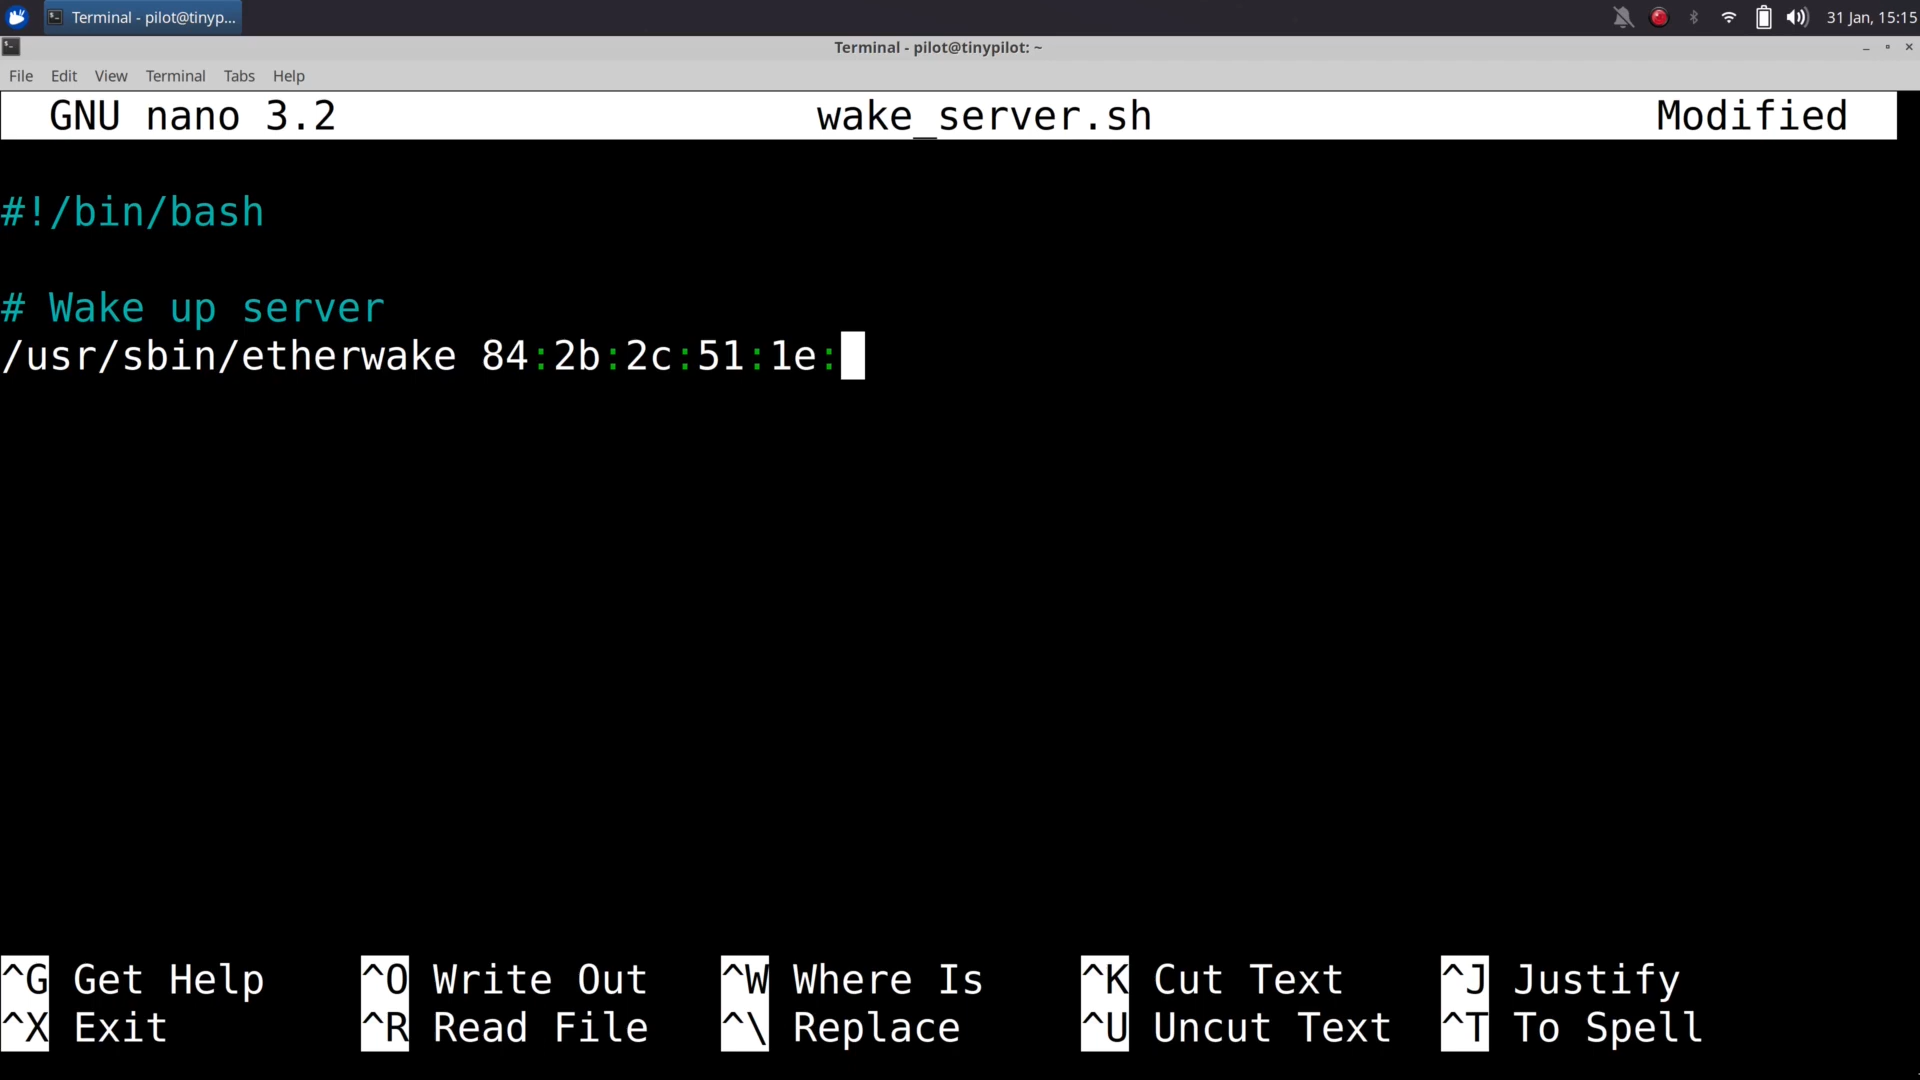 Terminal - pilot@tinyp...
31 Jan, 15:15
Terminal - pilot@tinypilot: ~
File Edit View Terminal Tabs Help
GNU nano 3.2 wake_server.sh Modified
#!/bin/bash
# Wake up server
/usr/sbin/etherwake 84:2b:2c:51:1e:
^G Get Help ^O Write Out ^W Where Is ^K Cut Text ^J Justify
^X Exit ^R Read File ^\ Replace ^U Uncut Text ^T To Spell